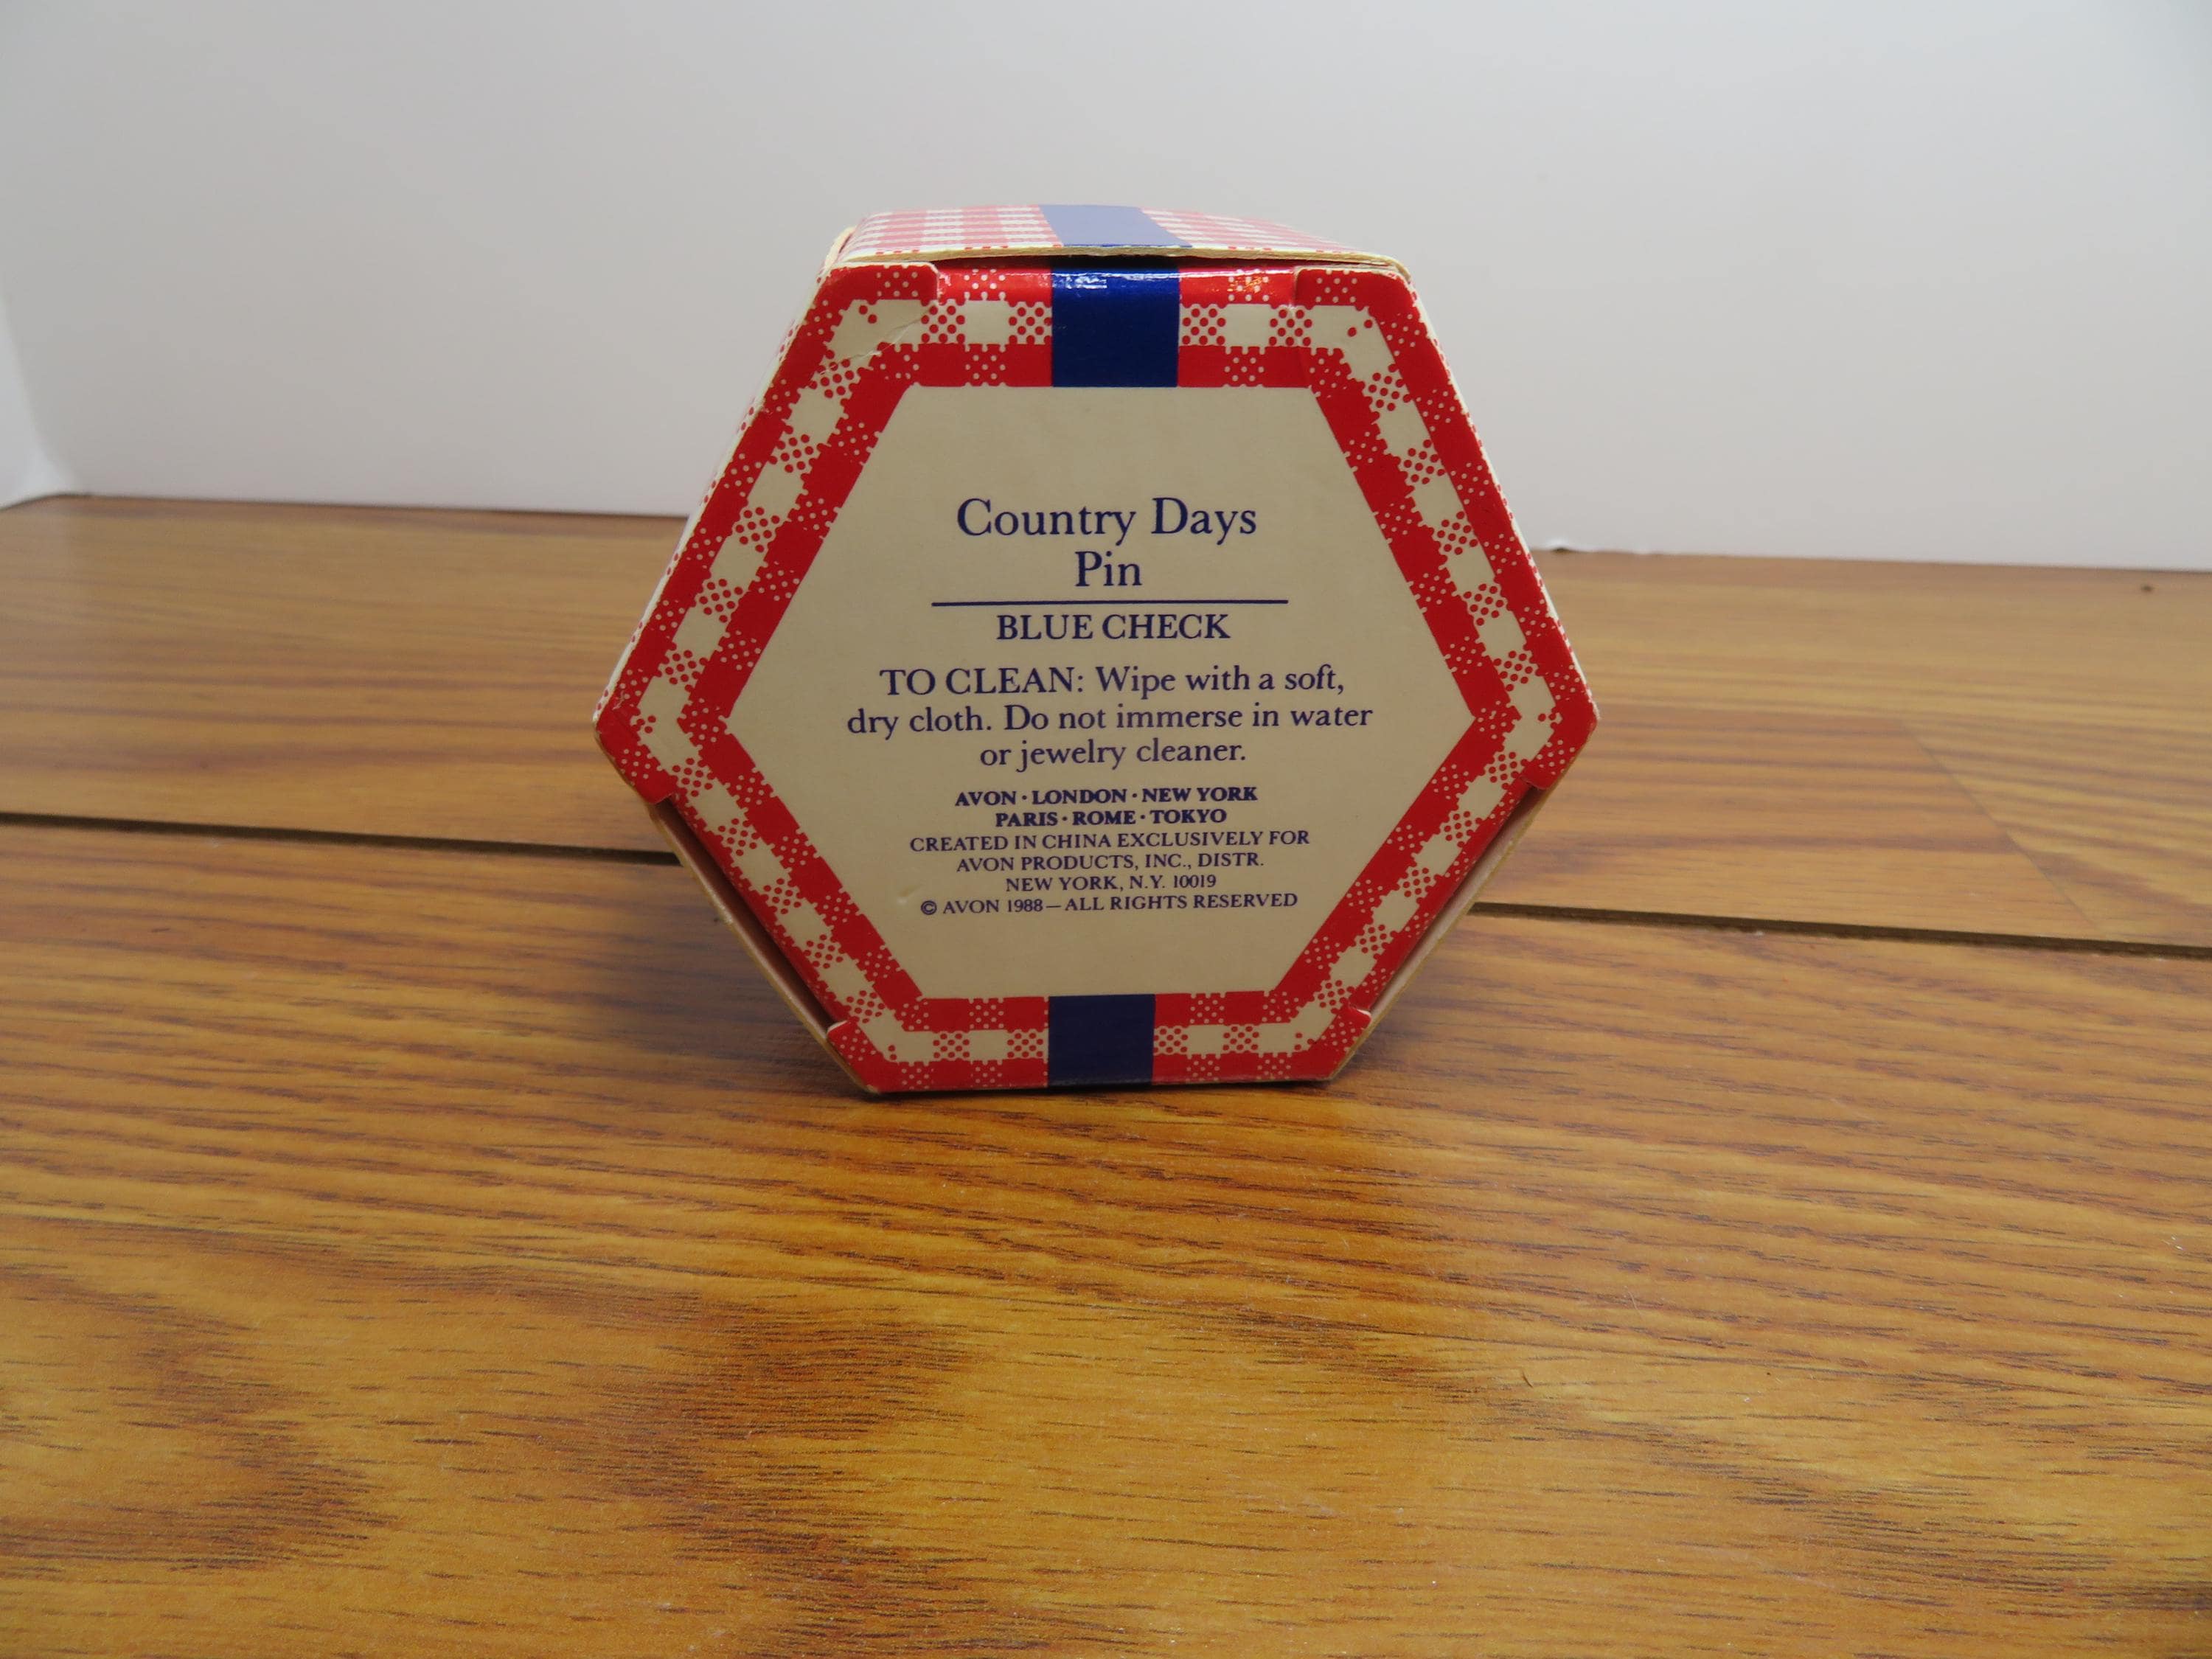 Country Days
Pin
BLUE CHECK
TO CLEAN: Wipe with a soft,
dry cloth. Do not immerse in water
or jewelry cleaner.
AVON · LONDON · NEW YORK
PARIS · ROME · TOKYO
CREATED IN CHINA EXCLUSIVELY FOR
AVON PRODUCTS, INC., DISTR.
NEW YORK, N.Y. 10019
© AVON 1988 — ALL RIGHTS RESERVED